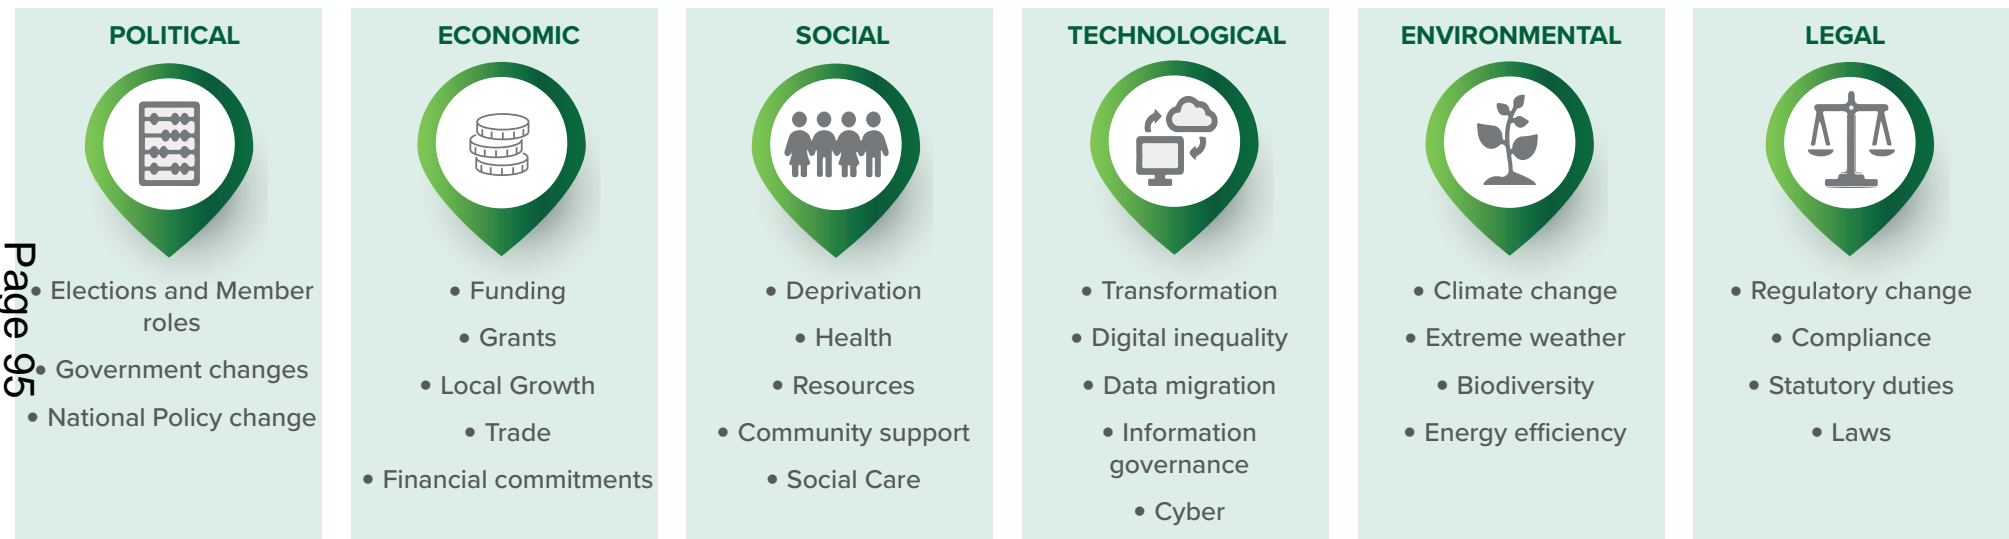 POLITICAL
• Elections and Member
roles
• Government changes
• National Policy change
ECONOMIC
• Funding
• Grants
• Local Growth
• Trade
• Financial commitments
SOCIAL
• Deprivation
• Health
• Resources
• Community support
• Social Care
TECHNOLOGICAL
• Transformation
• Digital inequality
• Data migration
• Information
governance
• Cyber
ENVIRONMENTAL
• Climate change
• Extreme weather
• Biodiversity
• Energy efficiency
LEGAL
• Regulatory change
• Compliance
• Statutory duties
• Laws
Page 95